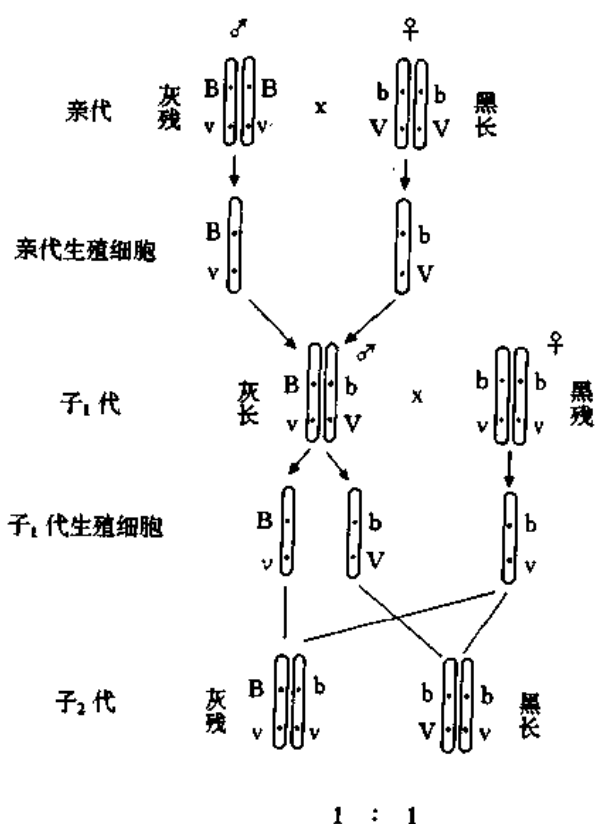 ♂ ♀
亲代 灰残 B B v v x b b V V 黑长
亲代生殖细胞 B v b V
♂ ♀
子₁代 灰长 B b v V x b b v v 黑残
子₁代生殖细胞 B v b V b v
子₂代 灰残 B b v v b b V v 黑长
1 : 1